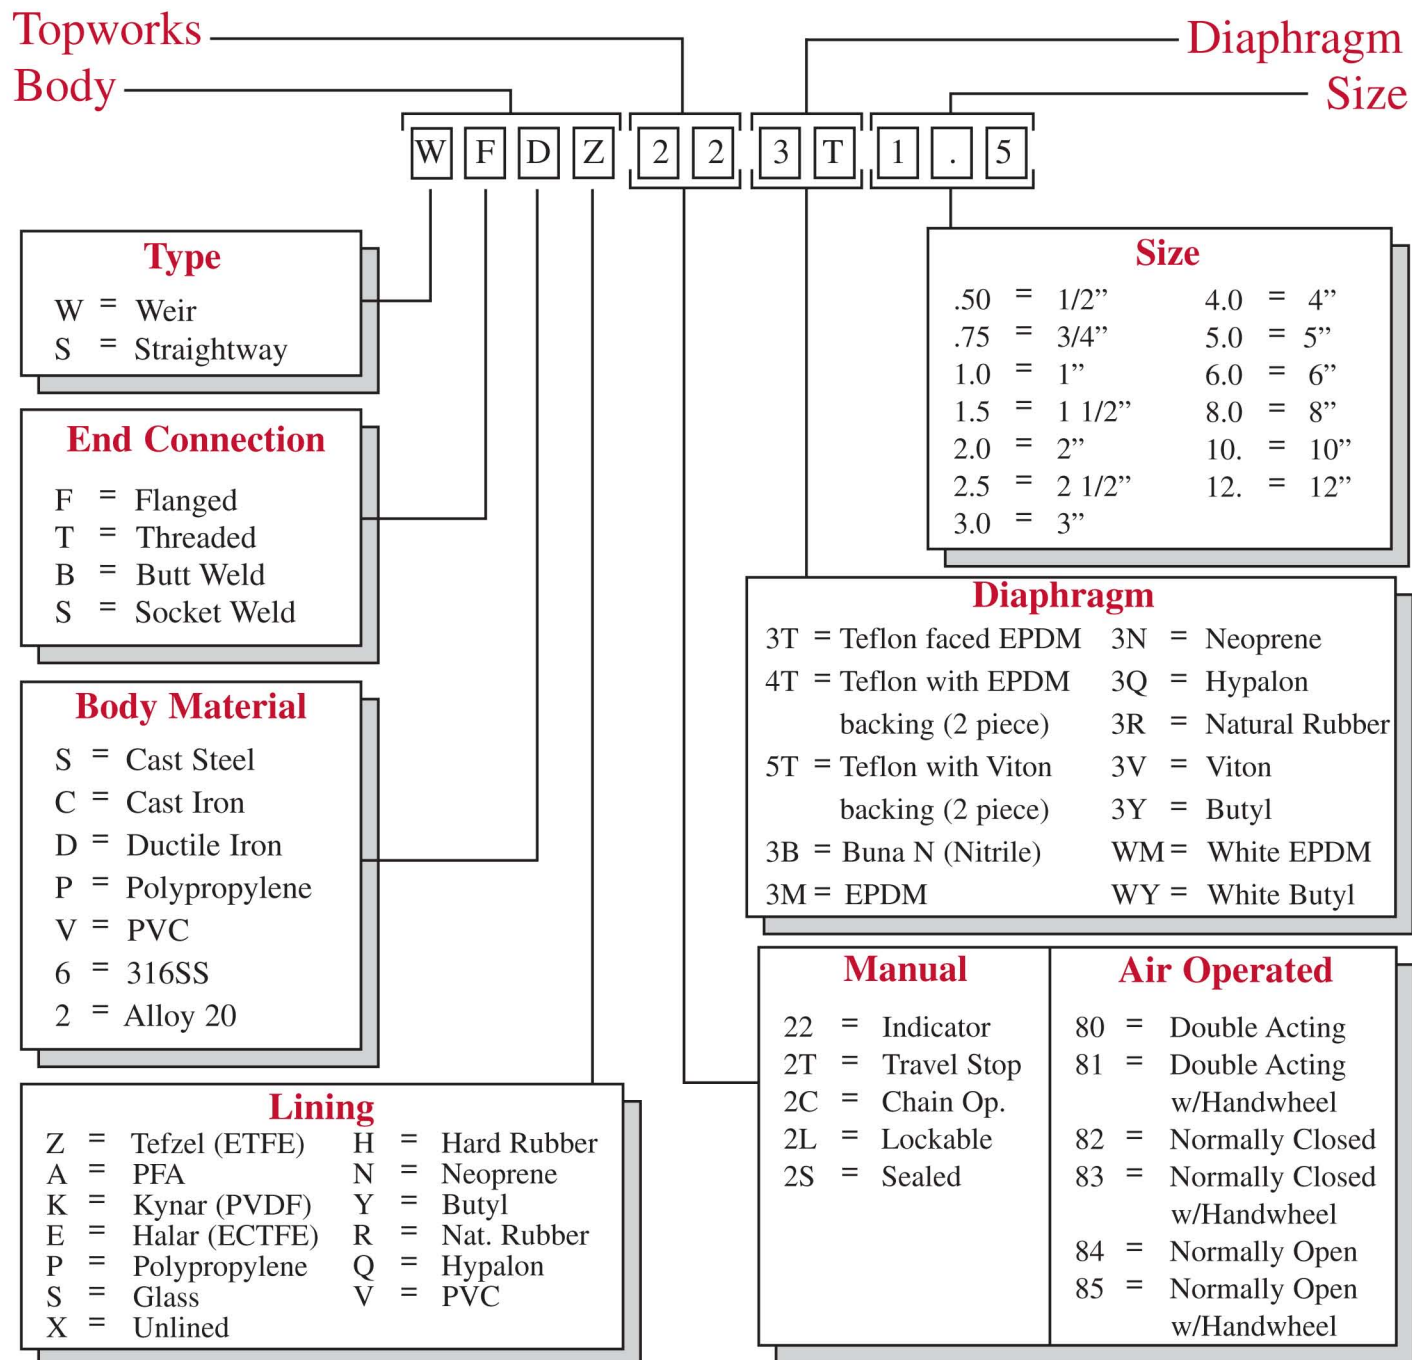 Topworks
Diaphragm
Body
Size
W F D Z 2 2 3 T 1 . 5
Type
W = Weir
S = Straightway
End Connection
F = Flanged
T = Threaded
B = Butt Weld
S = Socket Weld
Body Material
S = Cast Steel
C = Cast Iron
D = Ductile Iron
P = Polypropylene
V = PVC
6 = 316SS
2 = Alloy 20
Lining
Z = Tefzel (ETFE) H = Hard Rubber
A = PFA N = Neoprene
K = Kynar (PVDF) Y = Butyl
E = Halar (ECTFE) R = Nat. Rubber
P = Polypropylene Q = Hypalon
S = Glass V = PVC
X = Unlined
Size
.50 = 1/2” 4.0 = 4”
.75 = 3/4” 5.0 = 5”
1.0 = 1” 6.0 = 6”
1.5 = 1 1/2” 8.0 = 8”
2.0 = 2” 10. = 10”
2.5 = 2 1/2” 12. = 12”
3.0 = 3”
Diaphragm
3T = Teflon faced EPDM 3N = Neoprene
4T = Teflon with EPDM 3Q = Hypalon
backing (2 piece) 3R = Natural Rubber
5T = Teflon with Viton 3V = Viton
backing (2 piece) 3Y = Butyl
3B = Buna N (Nitrile) WM = White EPDM
3M = EPDM WY = White Butyl
Manual
22 = Indicator
2T = Travel Stop
2C = Chain Op.
2L = Lockable
2S = Sealed
Air Operated
80 = Double Acting
81 = Double Acting
w/Handwheel
82 = Normally Closed
83 = Normally Closed
w/Handwheel
84 = Normally Open
85 = Normally Open
w/Handwheel